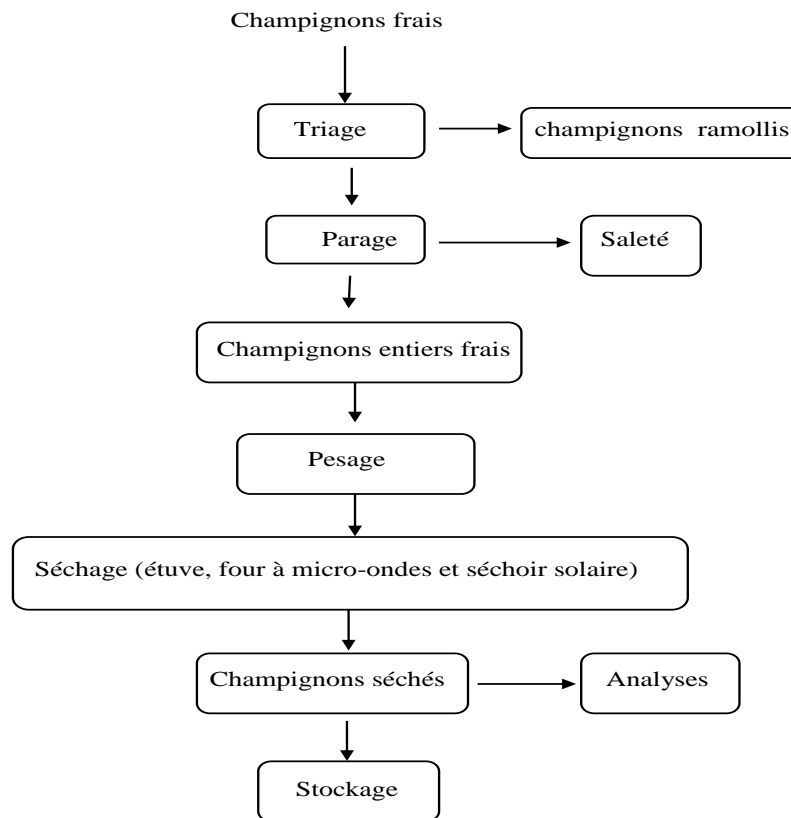 Champignons frais
Triage
champignons ramollis
Parage
Saleté
Champignons entiers frais
Pesage
Séchage (étuve, four à micro-ondes et séchoir solaire)
Champignons séchés
Analyses
Stockage